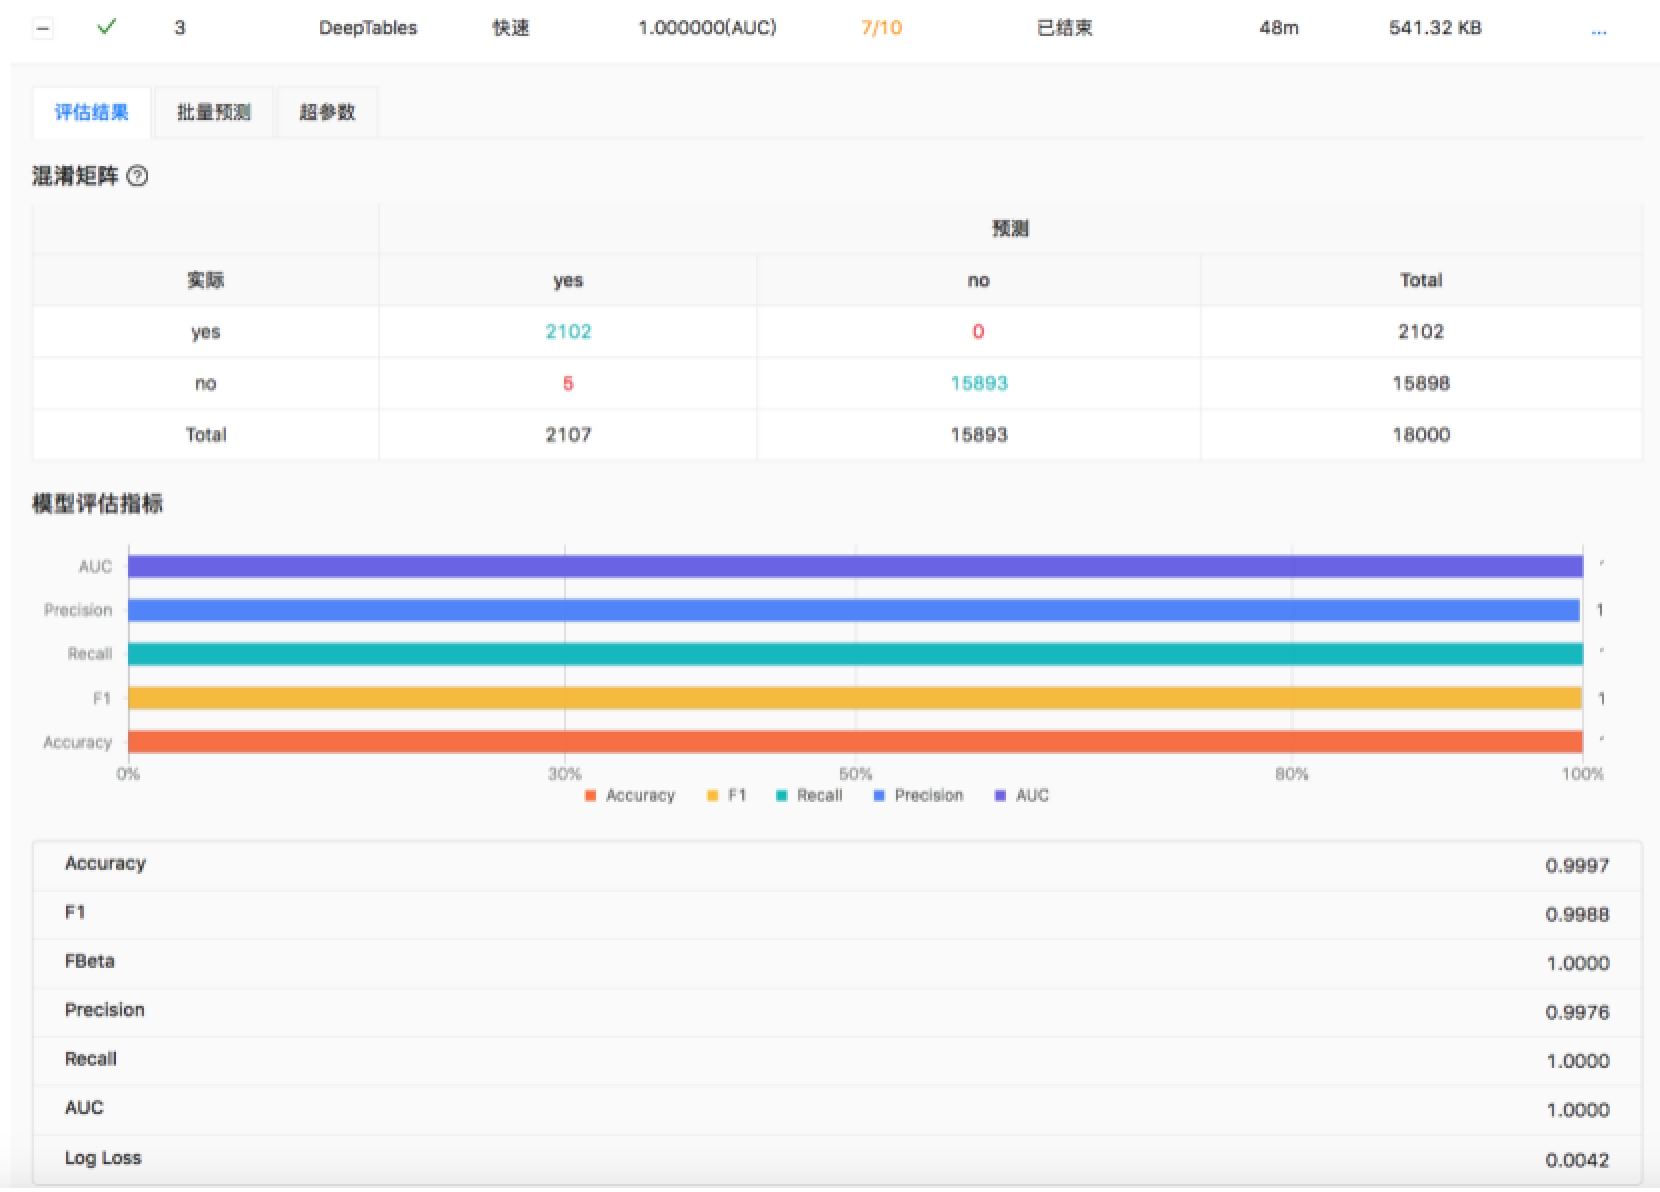 3 DeepTables 快速 1.000000(AUC) 7/10 已结束 48m 541.32 KB ...
评估结果 批量预测 超参数
混淆矩阵 ?
预测
实际 yes no Total
yes 2102 0 2102
no 5 15893 15898
Total 2107 15893 18000
模型评估指标
AUC
Precision 1
Recall
F1 1
Accuracy
0% 30% 50% 80% 100%
Accuracy F1 Recall Precision AUC
Accuracy 0.9997
F1 0.9988
FBeta 1.0000
Precision 0.9976
Recall 1.0000
AUC 1.0000
Log Loss 0.0042